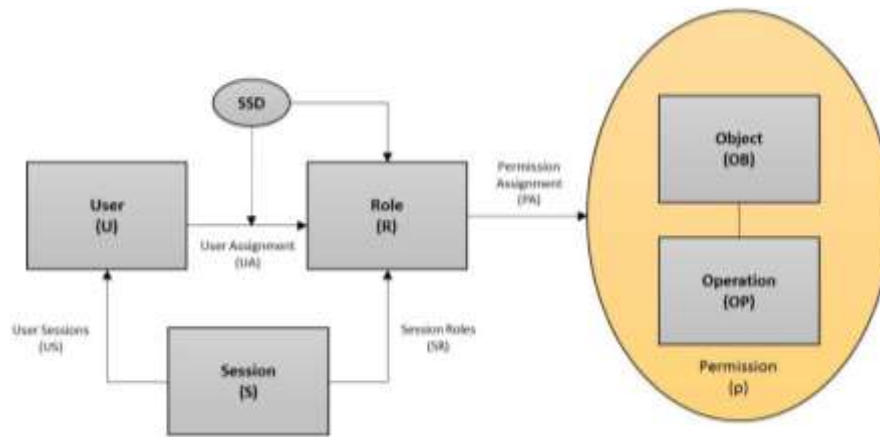 SSD
User
(U)
User Assignment
(UA)
Role
(R)
Permission
Assignment
(PA)
Object
(OB)
Operation
(OP)
Permission
(p)
User Sessions
(US)
Session
(S)
Session Roles
(SR)